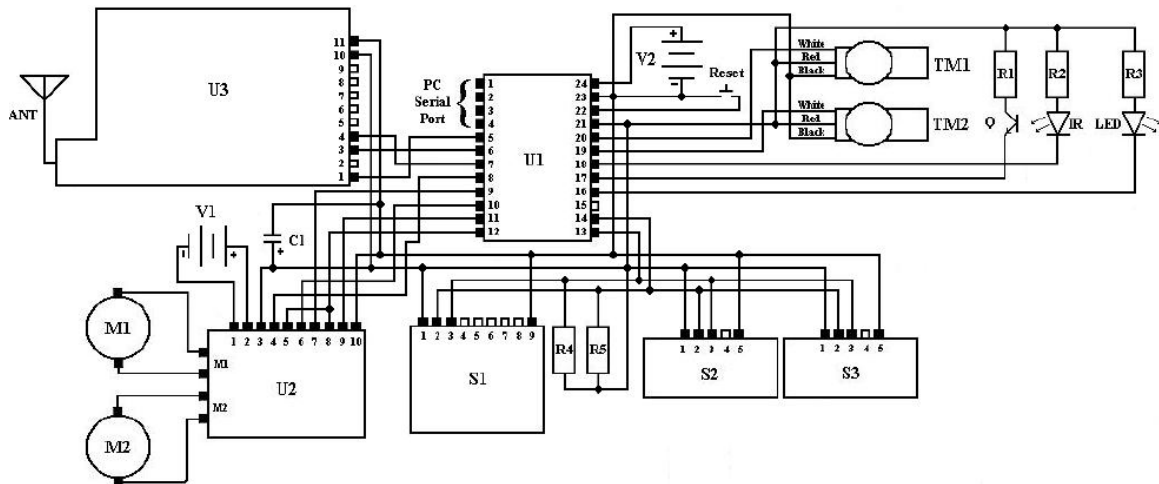 11
10
9
8
7
6
5
4
3
2
1
U3
ANT
PC
Serial
Port
1
2
3
4
5
6
7
8
9
10
11
12
U1
24
23
22
21
20
19
18
17
16
15
14
13
V2
+
-
Reset
White
Red
Black
TM1
White
Red
Black
TM2
R1
R2
R3
Q
IR
LED
V1
-
+
C1
+
M1
M2
1 2 3 4 5 6 7 8 9 10
M1
M2
U2
1 2 3 4 5 6 7 8 9
S1
R4
R5
1 2 3 4 5
S2
1 2 3 4 5
S3